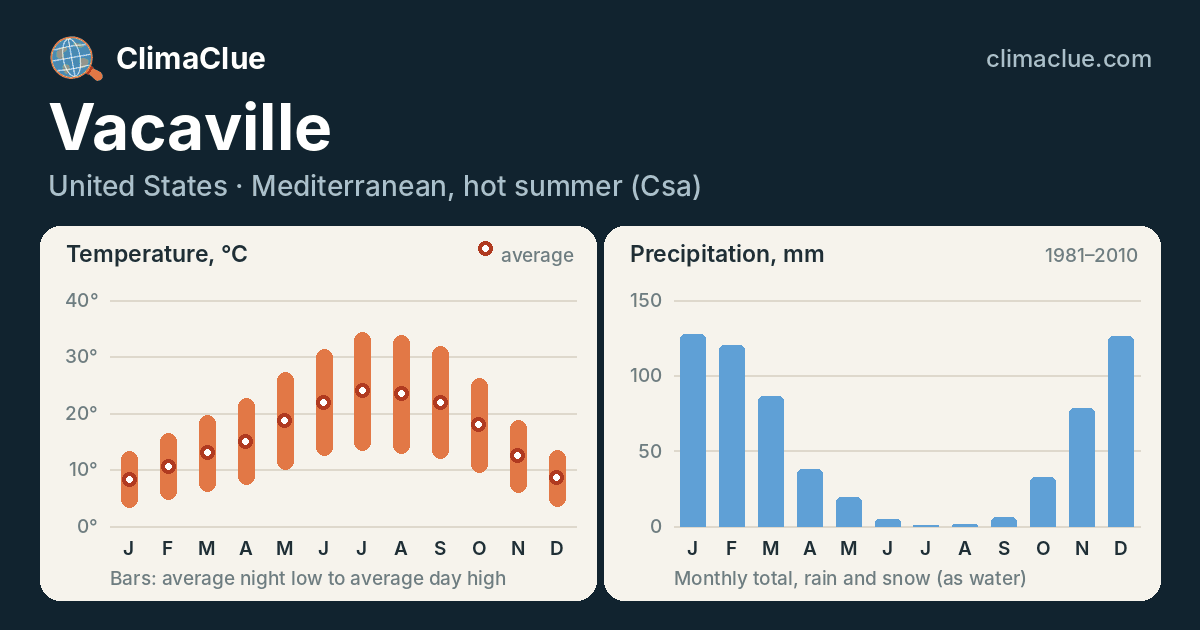 ClimaClue
climaclue.com
Vacaville
United States · Mediterranean, hot summer (Csa)
Temperature, °C
average
40°
30°
20°
10°
0°
J F M A M J J A S O N D
Bars: average night low to average day high
Precipitation, mm
1981–2010
150
100
50
0
J F M A M J J A S O N D
Monthly total, rain and snow (as water)